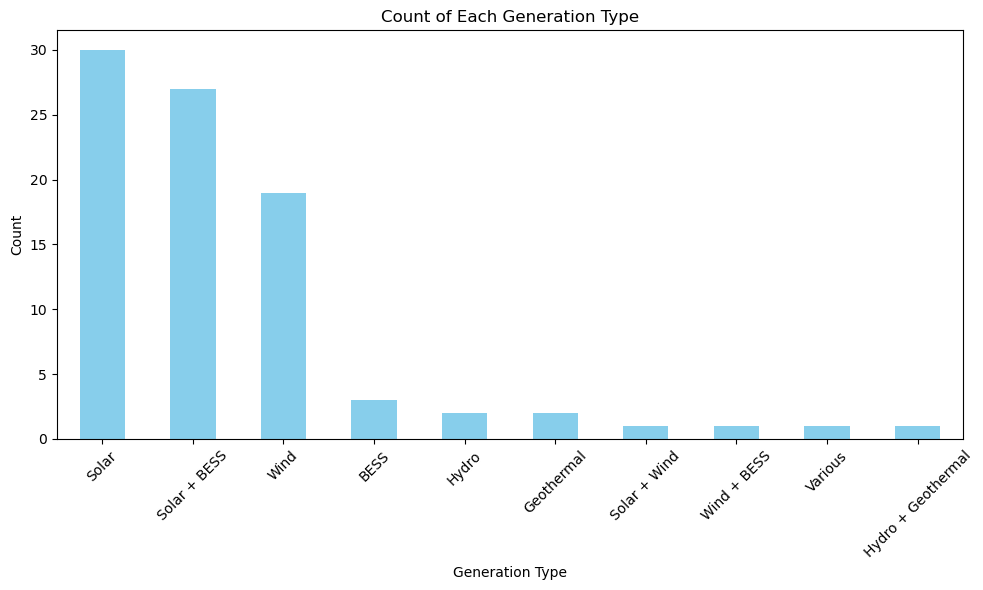 Count of Each Generation Type
Count
30
25
20
15
10
5
0
Solar
Solar + BESS
Wind
BESS
Hydro
Geothermal
Solar + Wind
Wind + BESS
Various
Hydro + Geothermal
Generation Type